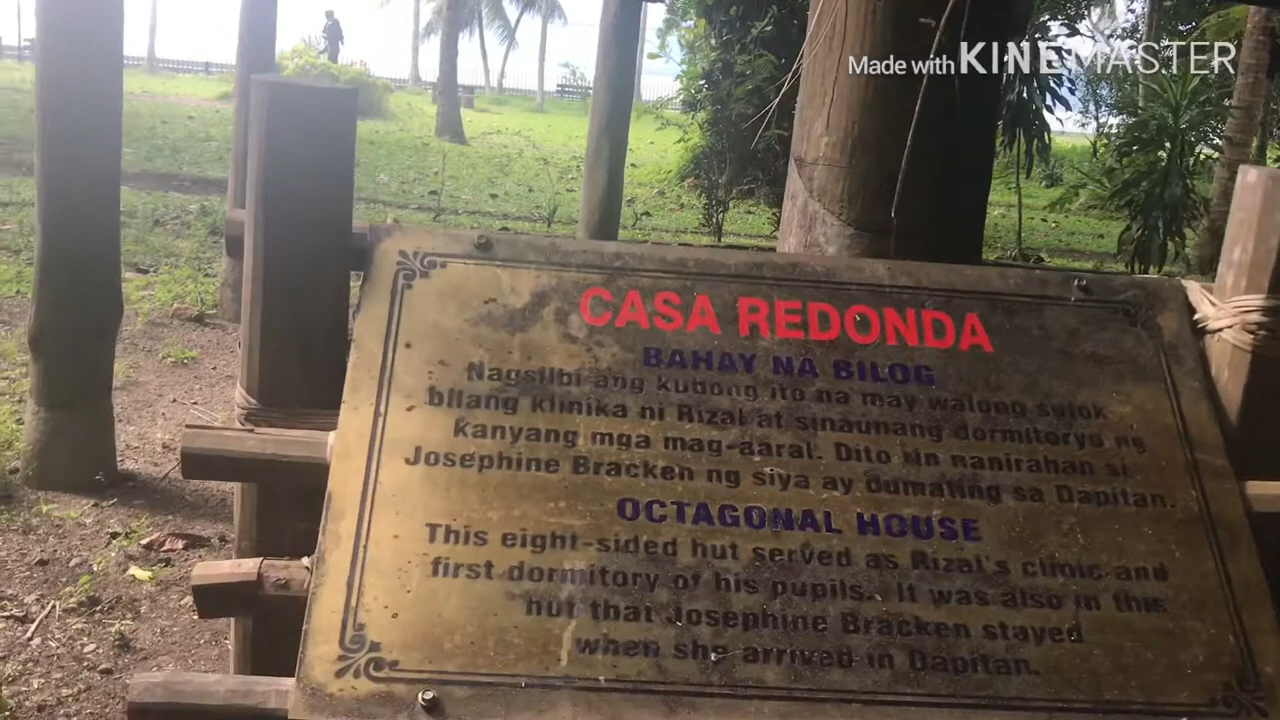 Made with KINEMASTER
CASA REDONDA
BAHAY NA BILOG
Nagsilbi ang kubong ito na may walong sulok
bilang klinika ni Rizal at sinaunang dormitoryo ng
kanyang mga mag-aaral. Dito rin nanirahan si
Josephine Bracken ng siya ay dumating sa Dapitan.
OCTAGONAL HOUSE
This eight-sided hut served as Rizal's clinic and
first dormitory of his pupils. It was also in this
hut that Josephine Bracken stayed
when she arrived in Dapitan.